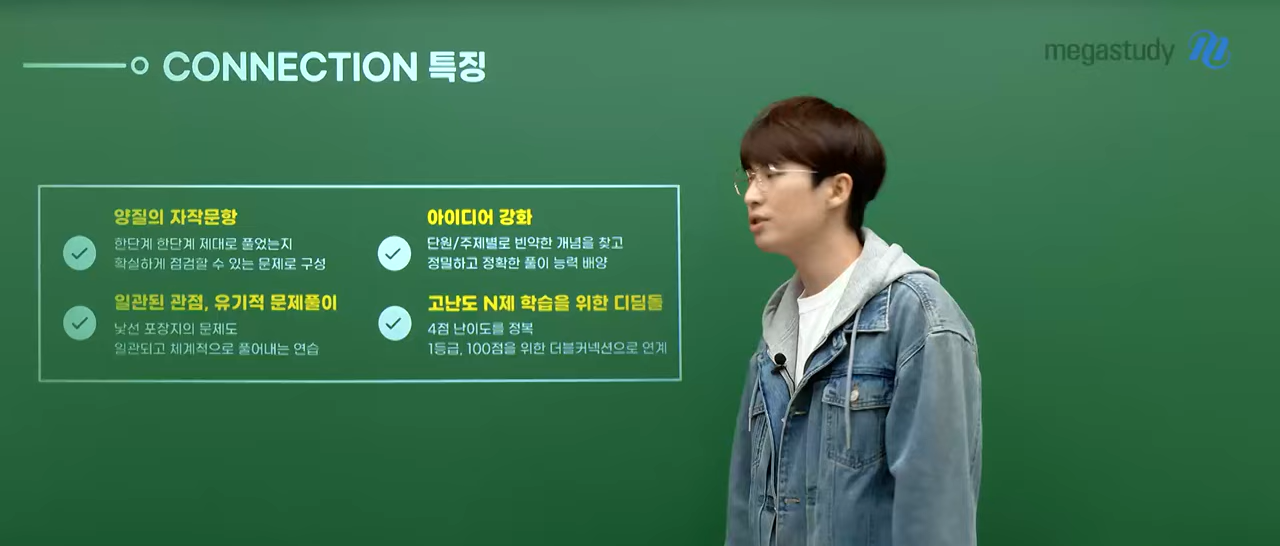 CONNECTION 특징
megastudy
양질의 자작문항
한단계 한단계 제대로 풀었는지
확실하게 점검할 수 있는 문제로 구성
아이디어 강화
단원/주제별로 빈약한 개념을 찾고
정밀하고 정확한 풀이 능력 배양
일관된 관점, 유기적 문제풀이
낯선 포장지의 문제도
일관되고 체계적으로 풀어내는 연습
고난도 N제 학습을 위한 디딤돌
4점 난이도를 정복
1등급, 100점을 위한 더블커넥션으로 연계